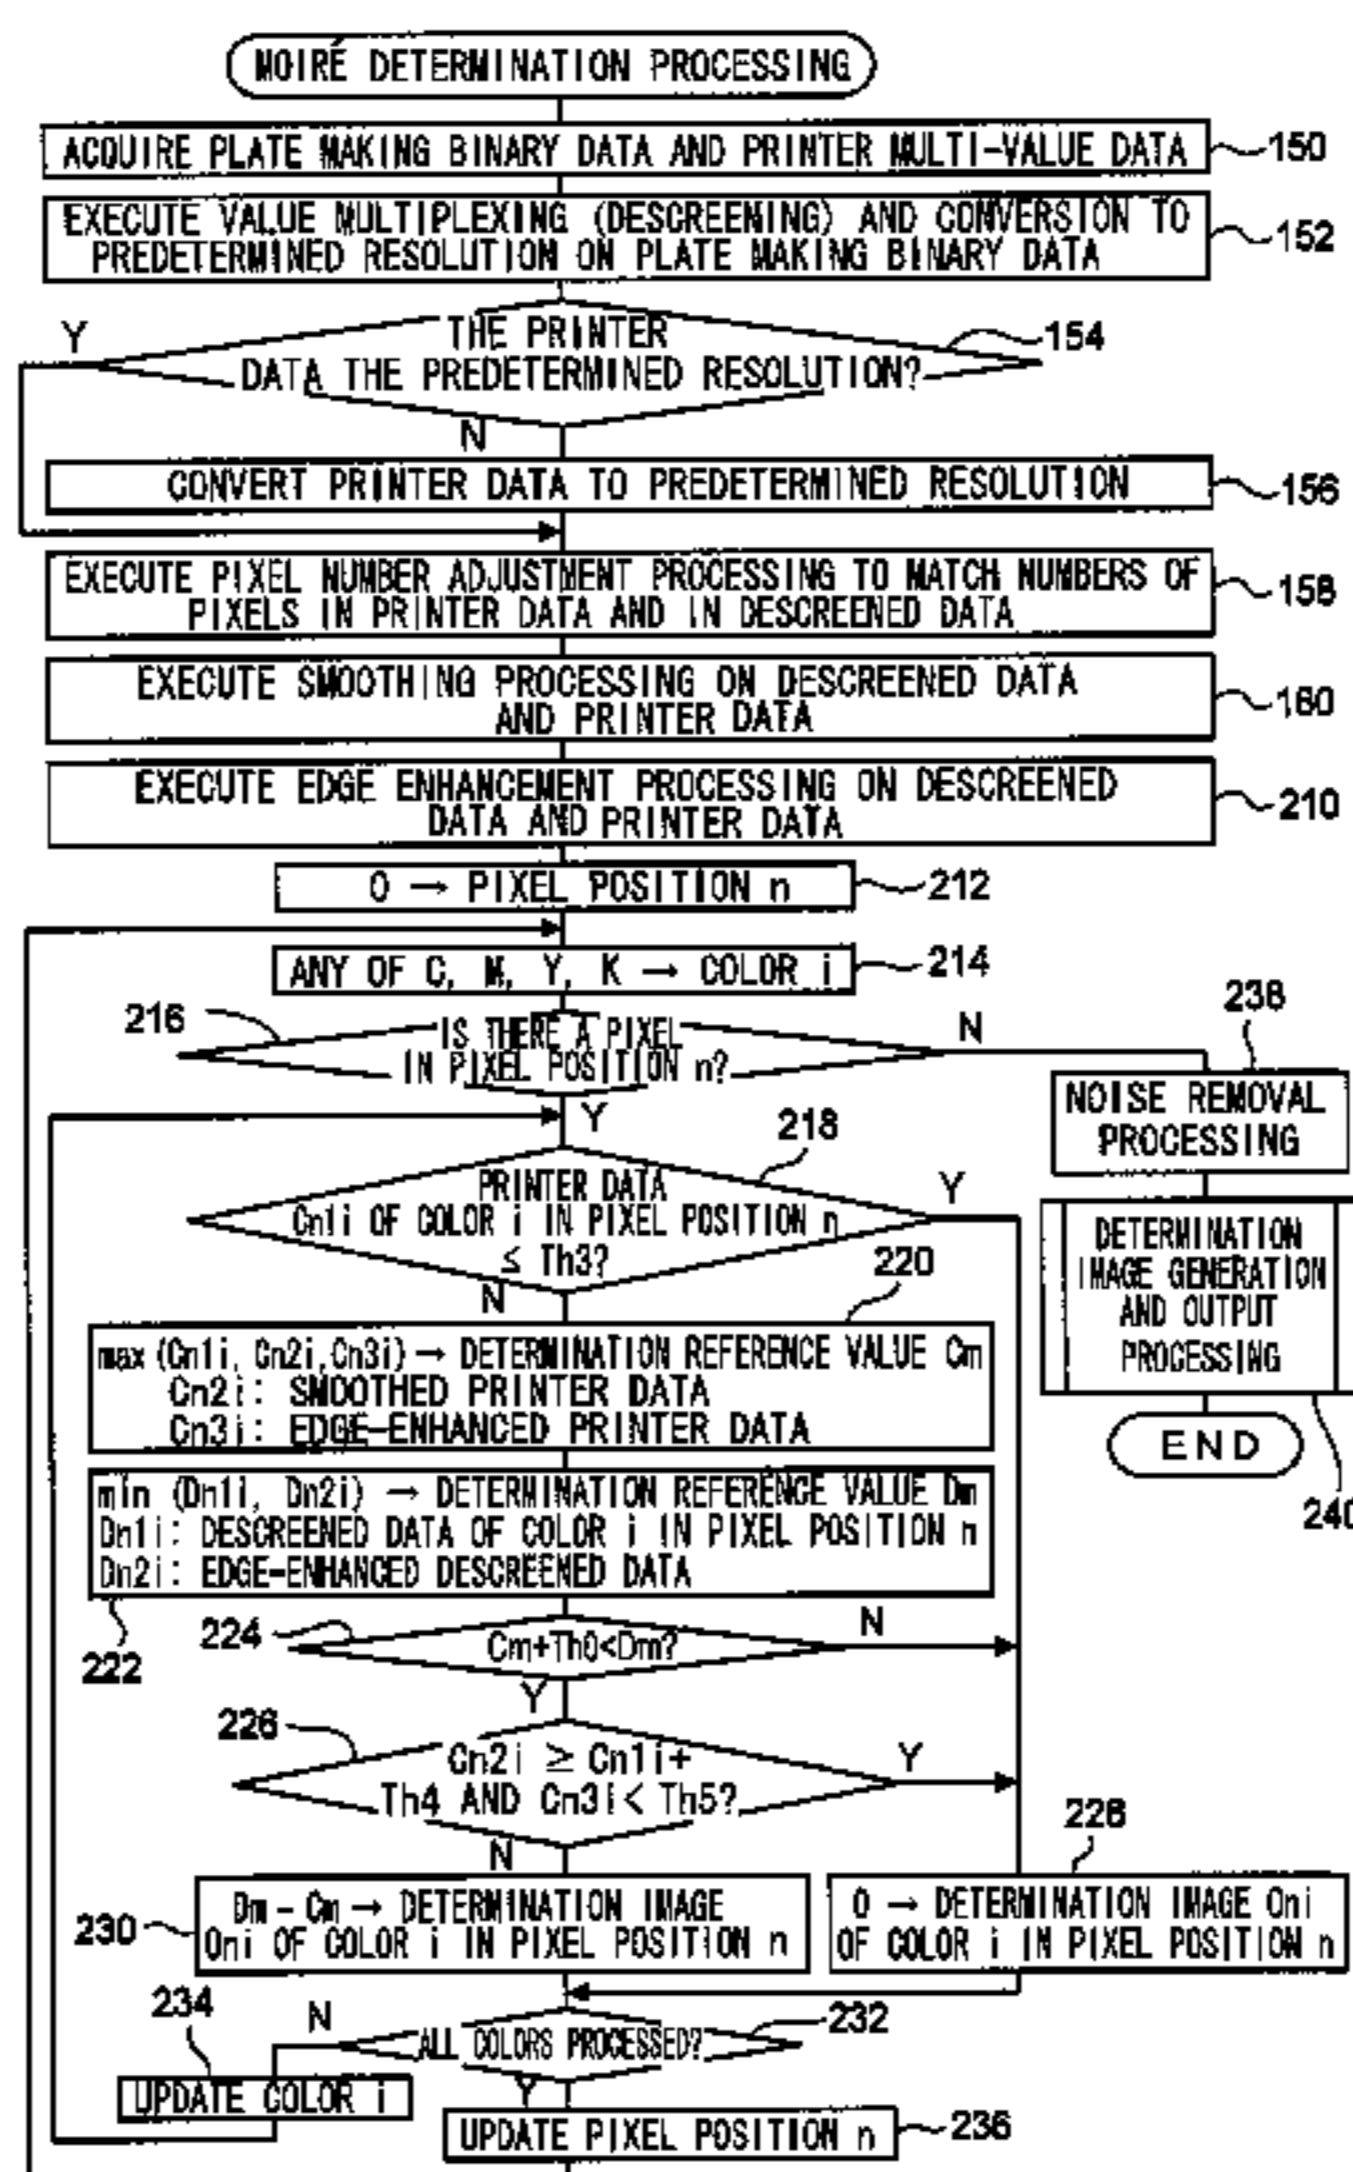 MOIRÉ DETERMINATION PROCESSING
ACQUIRE PLATE MAKING BINARY DATA AND PRINTER MULTI-VALUE DATA
150
EXECUTE VALUE MULTIPLEXING (DESCREENING) AND CONVERSION TO
PREDETERMINED RESOLUTION ON PLATE MAKING BINARY DATA
152
Y
THE PRINTER
DATA THE PREDETERMINED RESOLUTION?
154
N
CONVERT PRINTER DATA TO PREDETERMINED RESOLUTION
156
EXECUTE PIXEL NUMBER ADJUSTMENT PROCESSING TO MATCH NUMBERS OF
PIXELS IN PRINTER DATA AND IN DESCREENED DATA
158
EXECUTE SMOOTHING PROCESSING ON DESCREENED DATA
AND PRINTER DATA
160
EXECUTE EDGE ENHANCEMENT PROCESSING ON DESCREENED
DATA AND PRINTER DATA
210
0 → PIXEL POSITION n
212
ANY OF C, M, Y, K → COLOR i
214
216
IS THERE A PIXEL
IN PIXEL POSITION n?
N
Y
238
NOISE REMOVAL
PROCESSING
DETERMINATION
IMAGE GENERATION
AND OUTPUT
PROCESSING
240
END
218
PRINTER DATA
Cn1i OF COLOR i IN PIXEL POSITION n
≤ Th3?
Y
N
220
max (Cn1i, Cn2i, Cn3i) → DETERMINATION REFERENCE VALUE Cm
Cn2i: SMOOTHED PRINTER DATA
Cn3i: EDGE-ENHANCED PRINTER DATA
min (Dn1i, Dn2i) → DETERMINATION REFERENCE VALUE Dm
Dn1i: DESCREENED DATA OF COLOR i IN PIXEL POSITION n
Dn2i: EDGE-ENHANCED DESCREENED DATA
222
224
Cm+Th0<Dm?
N
Y
226
Cn2i ≥ Cn1i+
Th4 AND Cn3i< Th5?
Y
N
228
230
Dm - Cm → DETERMINATION IMAGE
Oni OF COLOR i IN PIXEL POSITION n
0 → DETERMINATION IMAGE Oni
OF COLOR i IN PIXEL POSITION n
232
ALL COLORS PROCESSED?
N
Y
234
UPDATE COLOR i
UPDATE PIXEL POSITION n
236